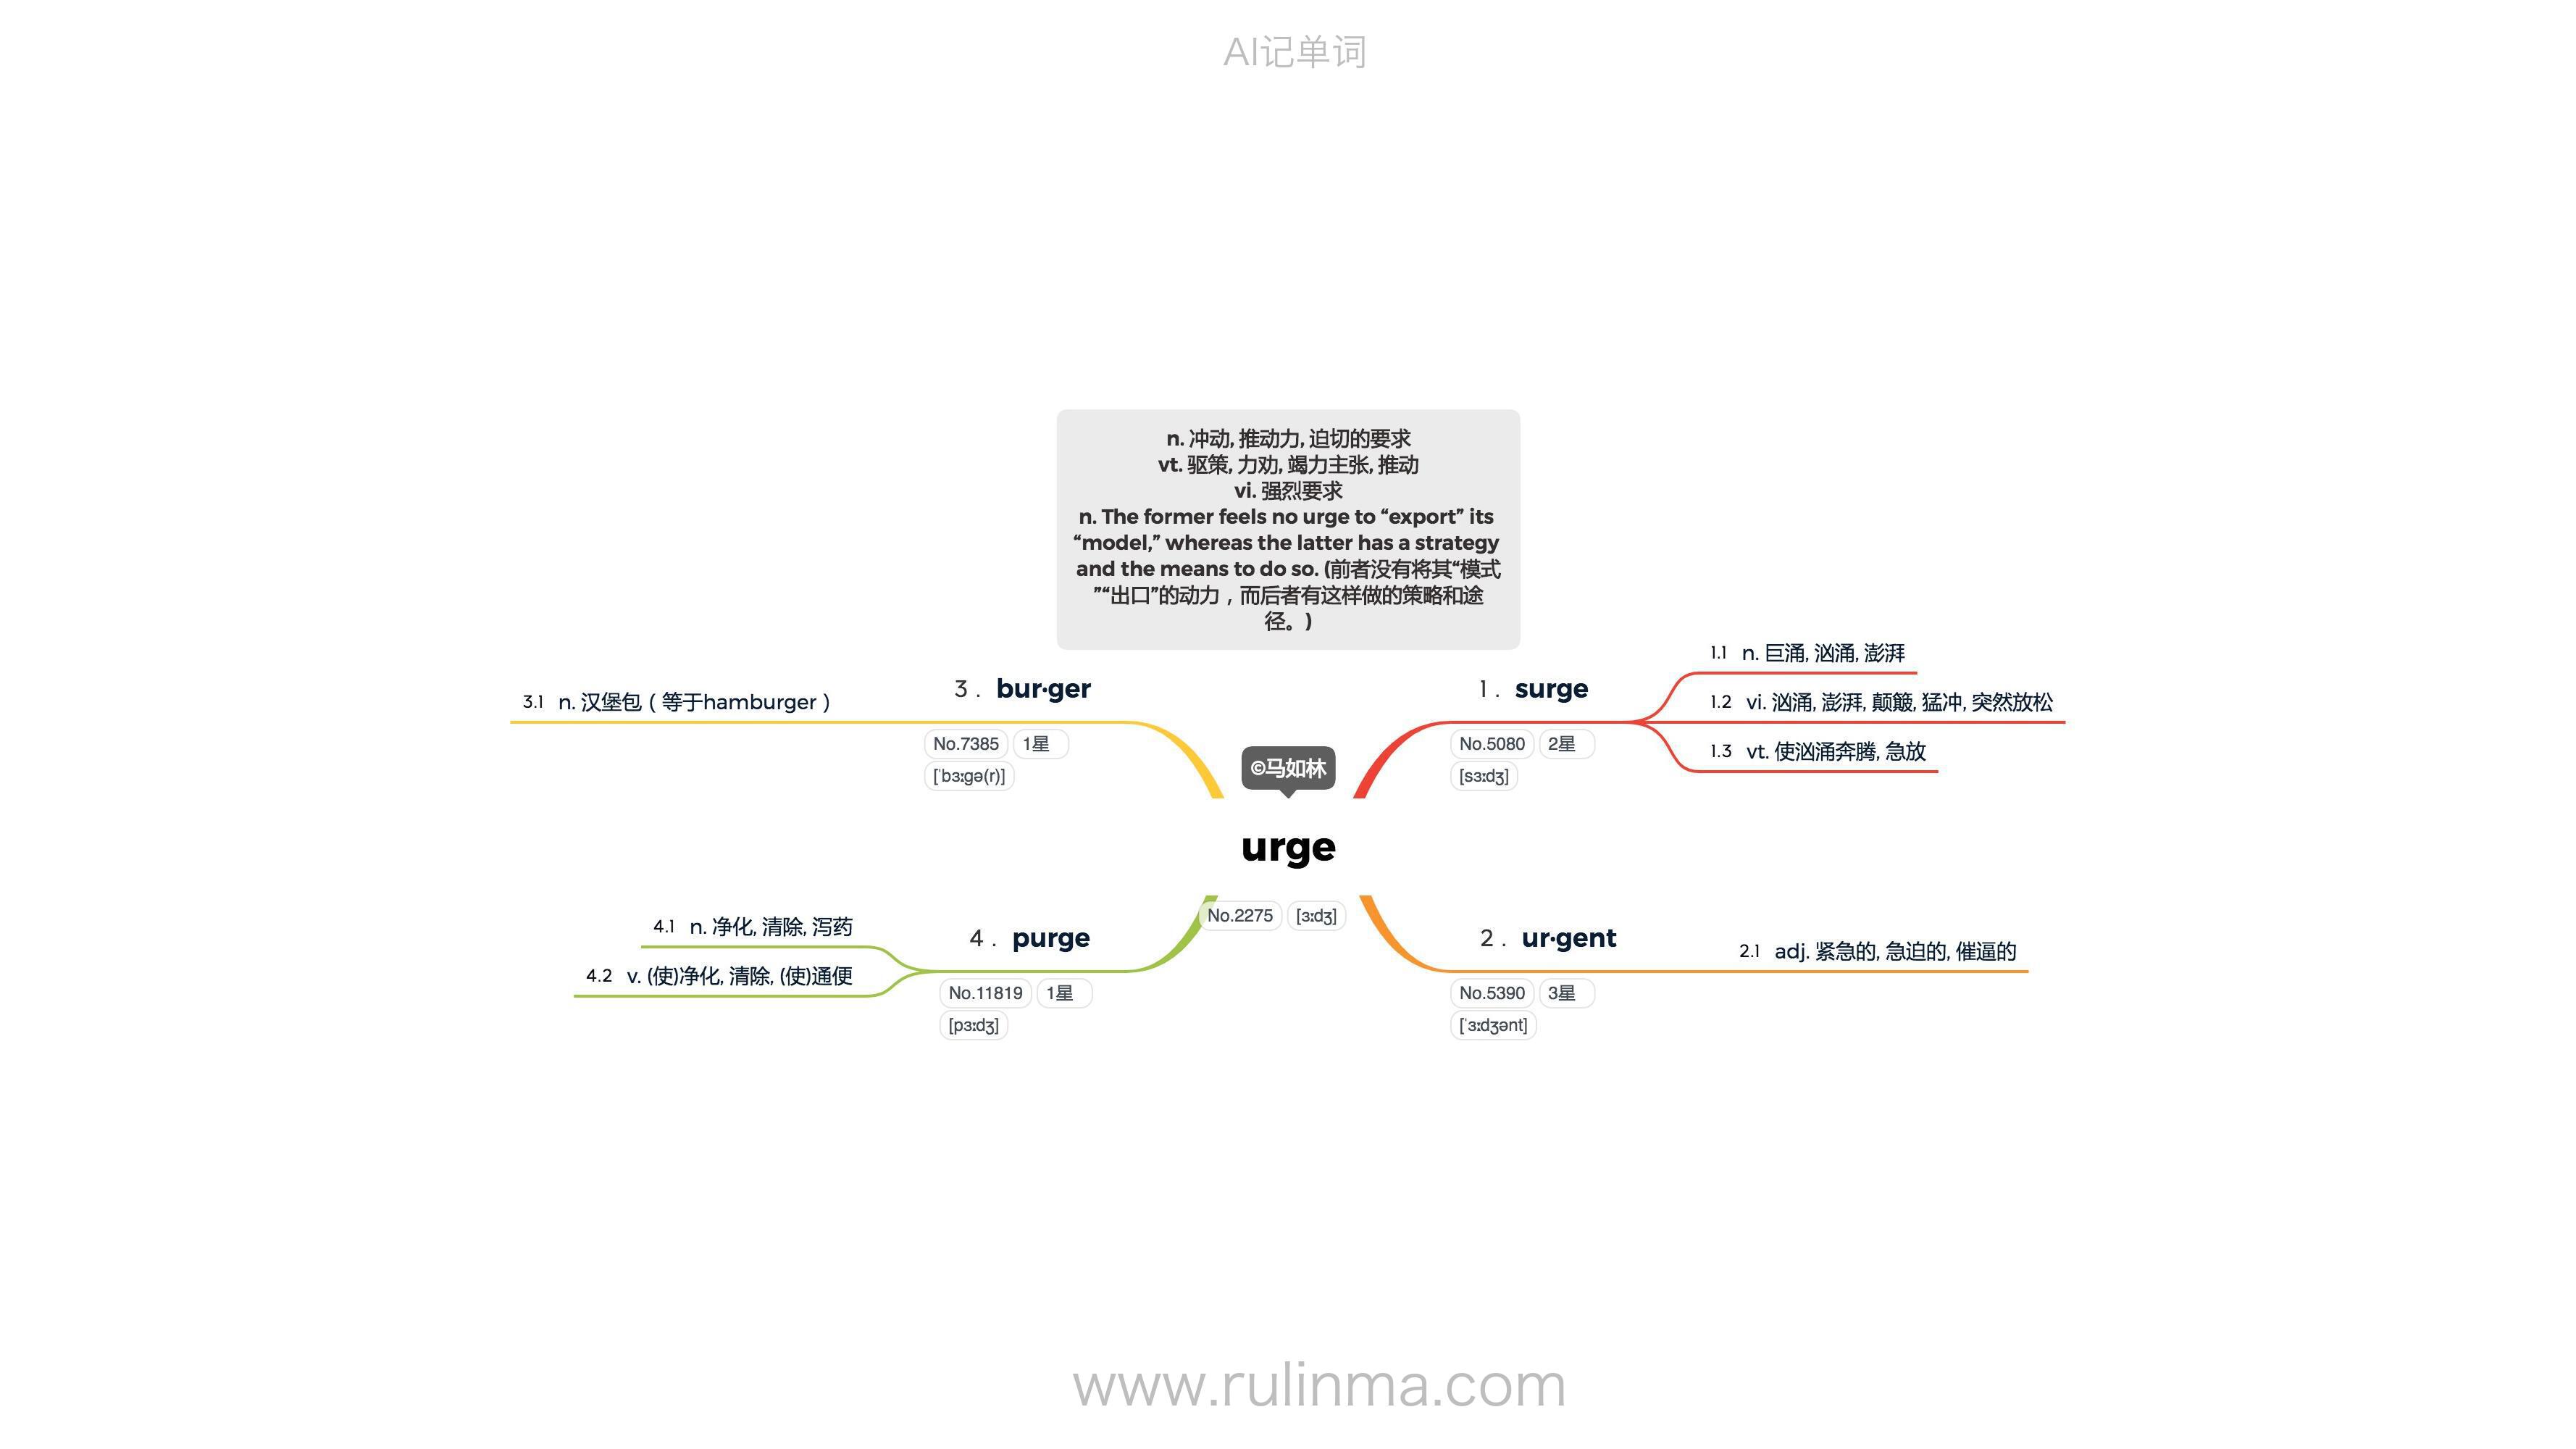 AI记单词
n. 冲动, 推动力, 迫切的要求
vt. 驱策, 力劝, 竭力主张, 推动
vi. 强烈要求
n. The former feels no urge to “export” its
“model,” whereas the latter has a strategy
and the means to do so. (前者没有将其“模式
”“出口”的动力，而后者有这样做的策略和途
径。)
©马如林
urge
No.2275 [ɜːdʒ]
1. surge
No.5080 2星
[sɜːdʒ]
1.1 n. 巨涌, 汹涌, 澎湃
1.2 vi. 汹涌, 澎湃, 颠簸, 猛冲, 突然放松
1.3 vt. 使汹涌奔腾, 急放
2. ur·gent
No.5390 3星
[ˈɜːdʒənt]
2.1 adj. 紧急的, 急迫的, 催逼的
3. bur·ger
No.7385 1星
[ˈbɜːgə(r)]
3.1 n. 汉堡包（等于hamburger）
4. purge
No.11819 1星
[pɜːdʒ]
4.1 n. 净化, 清除, 泻药
4.2 v. (使)净化, 清除, (使)通便
www.rulinma.com